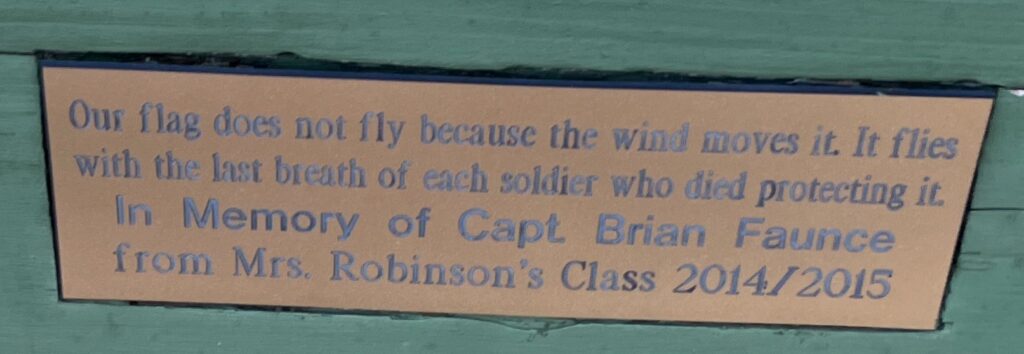 Our flag does not fly because the wind moves it. It flies
with the last breath of each soldier who died protecting it.
In Memory of Capt. Brian Faunce
from Mrs. Robinson's Class 2014/2015